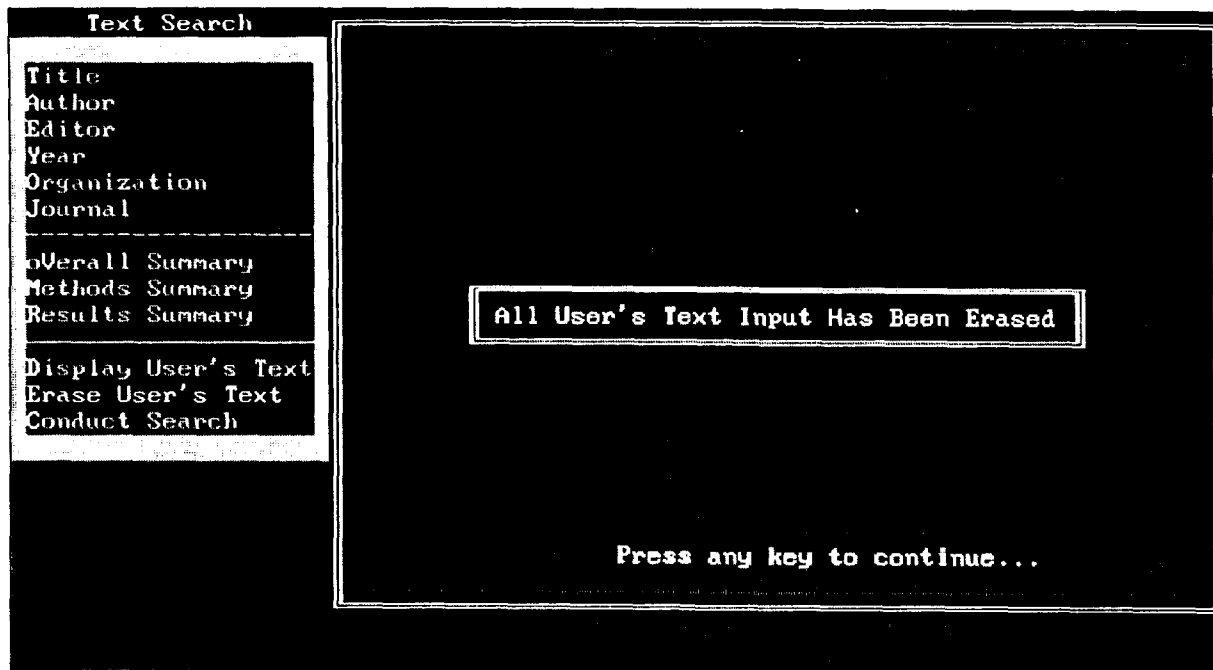 Text Search
Title
Author
Editor
Year
Organization
Journal
oVerall Summary
Methods Summary
Results Summary
Display User's Text
Erase User's Text
Conduct Search
All User's Text Input Has Been Erased
Press any key to continue...